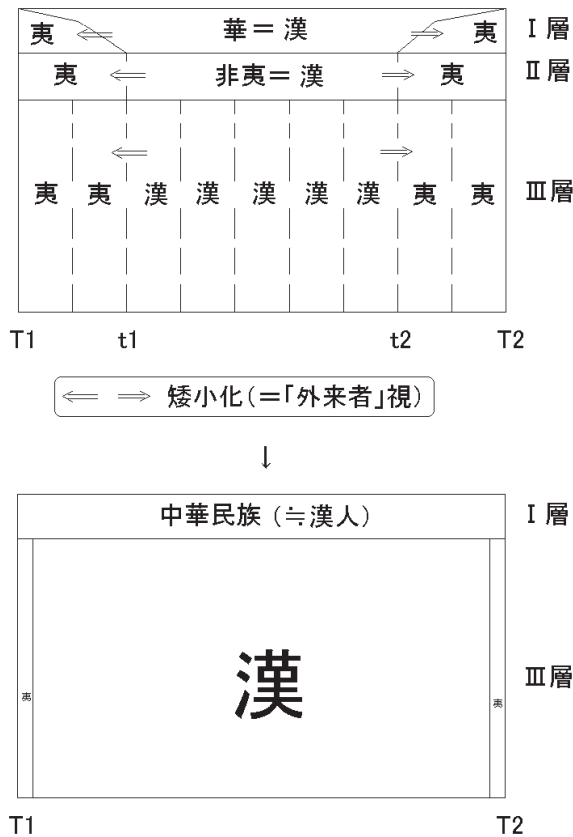 夷 華＝漢 夷 Ⅰ層
夷 非夷＝漢 夷 Ⅱ層
夷 夷 漢 漢 漢 漢 漢 夷 夷 Ⅲ層
T1 t1 t2 T2
⇐ ⇒ 矮小化(＝｢外来者｣視)
↓
中華民族 (≒漢人) Ⅰ層
夷 漢 夷 Ⅲ層
T1 T2